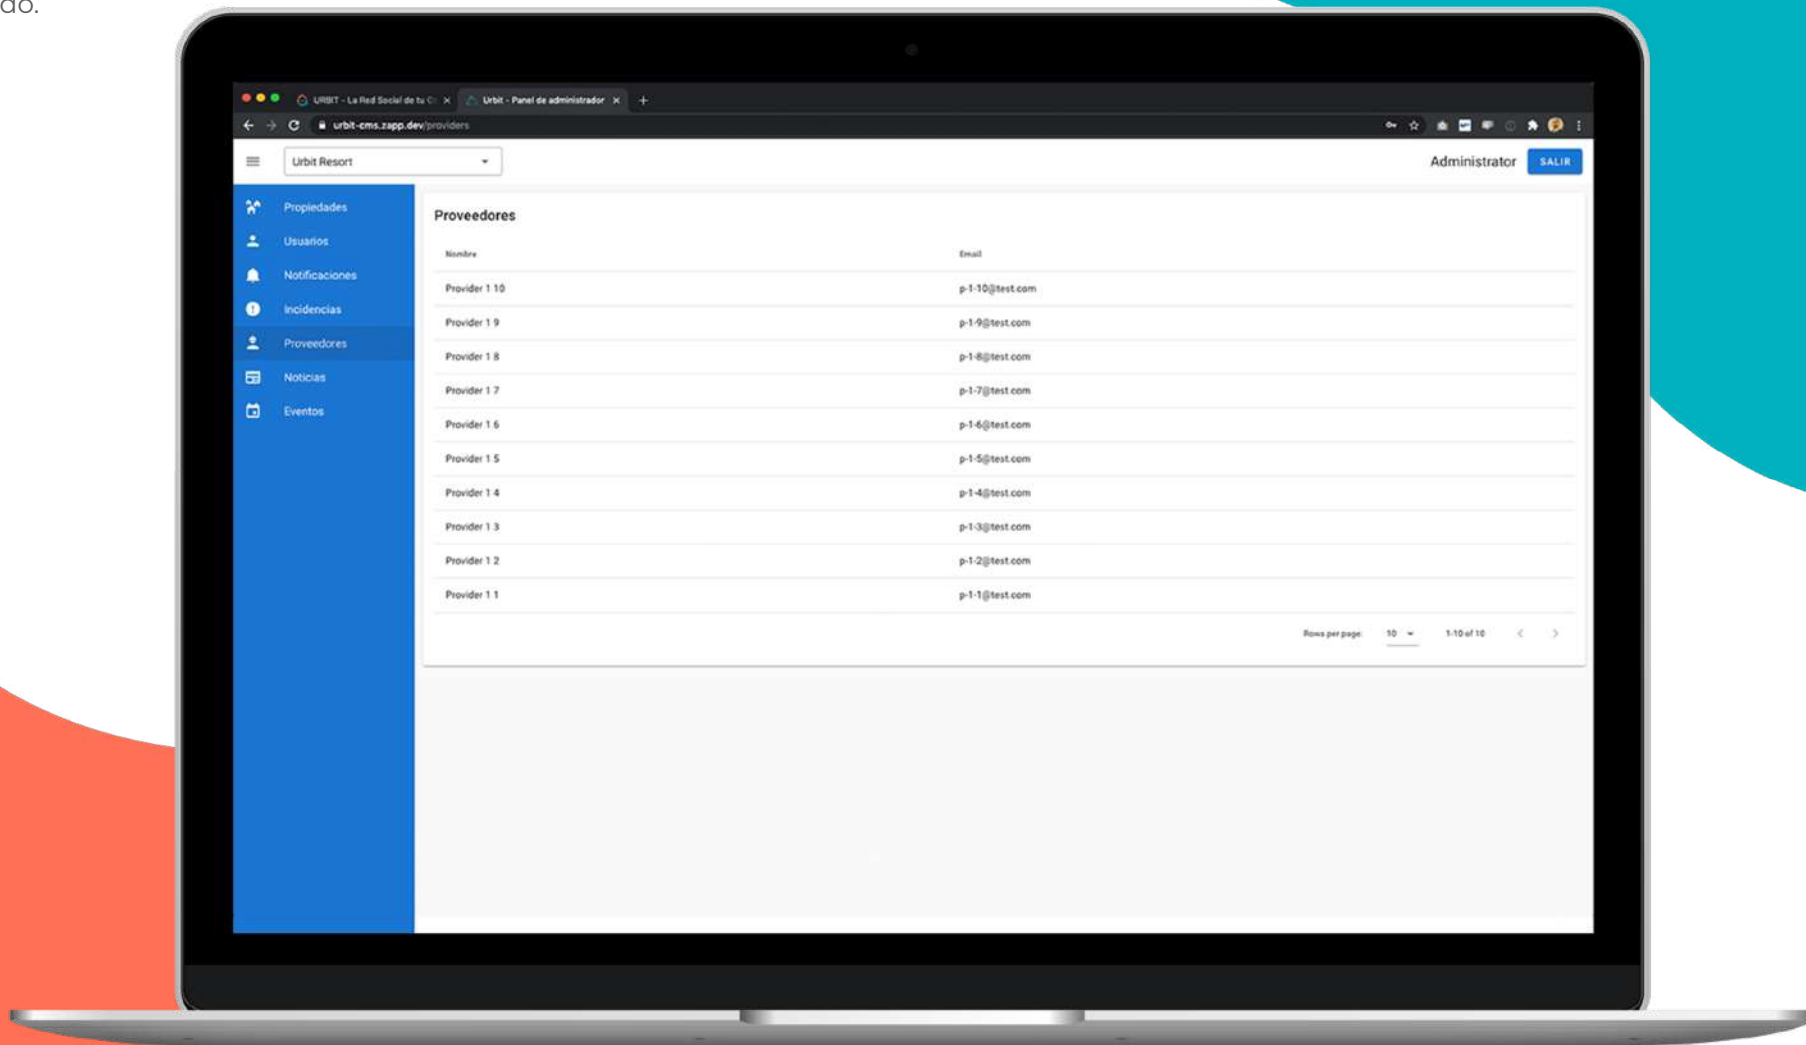 do.
URBIT - La Red Social de tu C
Urbit - Panel de administrador
urbit-cms.zapp.dev/providers
Urbit Resort
Administrator
SALIR
Propiedades
Usuarios
Notificaciones
Incidencias
Proveedores
Noticias
Eventos
Proveedores
Nombre Email
Provider 1 10 p-1-10@test.com
Provider 1 9 p-1-9@test.com
Provider 1 8 p-1-8@test.com
Provider 1 7 p-1-7@test.com
Provider 1 6 p-1-6@test.com
Provider 1 5 p-1-5@test.com
Provider 1 4 p-1-4@test.com
Provider 1 3 p-1-3@test.com
Provider 1 2 p-1-2@test.com
Provider 1 1 p-1-1@test.com
Rows per page: 10 1-10 of 10